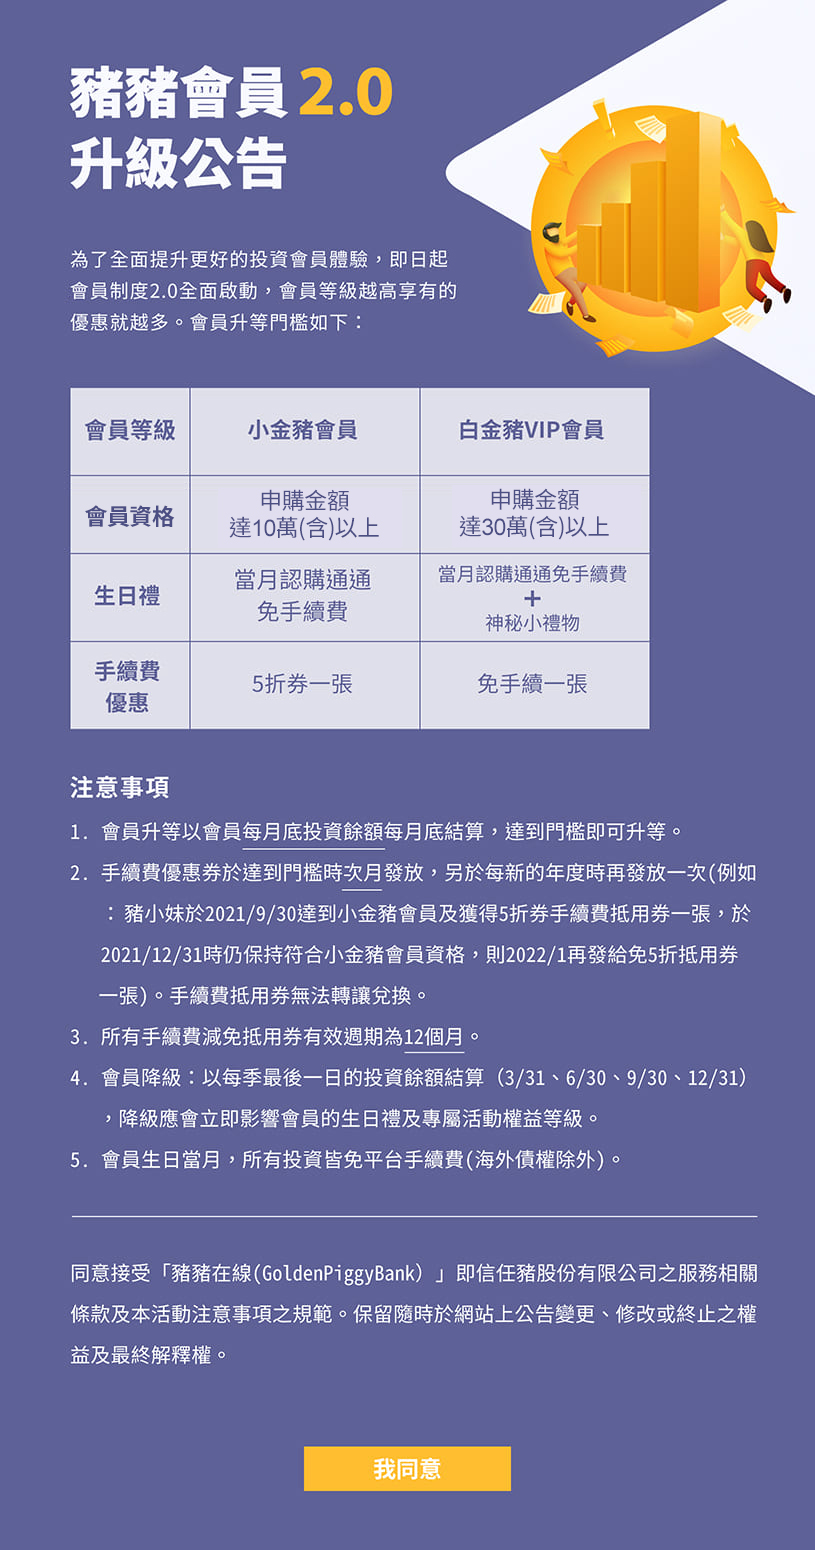 豬豬會員 2.0
升級公告
為了全面提升更好的投資會員體驗，即日起
會員制度2.0全面啟動，會員等級越高享有的
優惠就越多。會員升等門檻如下：
會員等級 小金豬會員 白金豬VIP會員
會員資格 申購金額 達10萬(含)以上 申購金額 達30萬(含)以上
生日禮 當月認購通通 免手續費 當月認購通通免手續費 + 神秘小禮物
手續費 優惠 5折券一張 免手續一張
注意事項
1. 會員升等以會員每月底投資餘額每月底結算，達到門檻即可升等。
2. 手續費優惠券於達到門檻時次月發放，另於每新的年度時再發放一次(例如
：豬小妹於2021/9/30達到小金豬會員及獲得5折券手續費抵用券一張，於
2021/12/31時仍保持符合小金豬會員資格，則2022/1再發給免5折抵用券
一張)。手續費抵用券無法轉讓兌換。
3. 所有手續費減免抵用券有效週期為12個月。
4. 會員降級：以每季最後一日的投資餘額結算（3/31、6/30、9/30、12/31）
，降級應會立即影響會員的生日禮及專屬活動權益等級。
5. 會員生日當月，所有投資皆免平台手續費(海外債權除外)。
同意接受「豬豬在線(GoldenPiggyBank）」即信任豬股份有限公司之服務相關
條款及本活動注意事項之規範。保留隨時於網站上公告變更、修改或終止之權
益及最終解釋權。
我同意